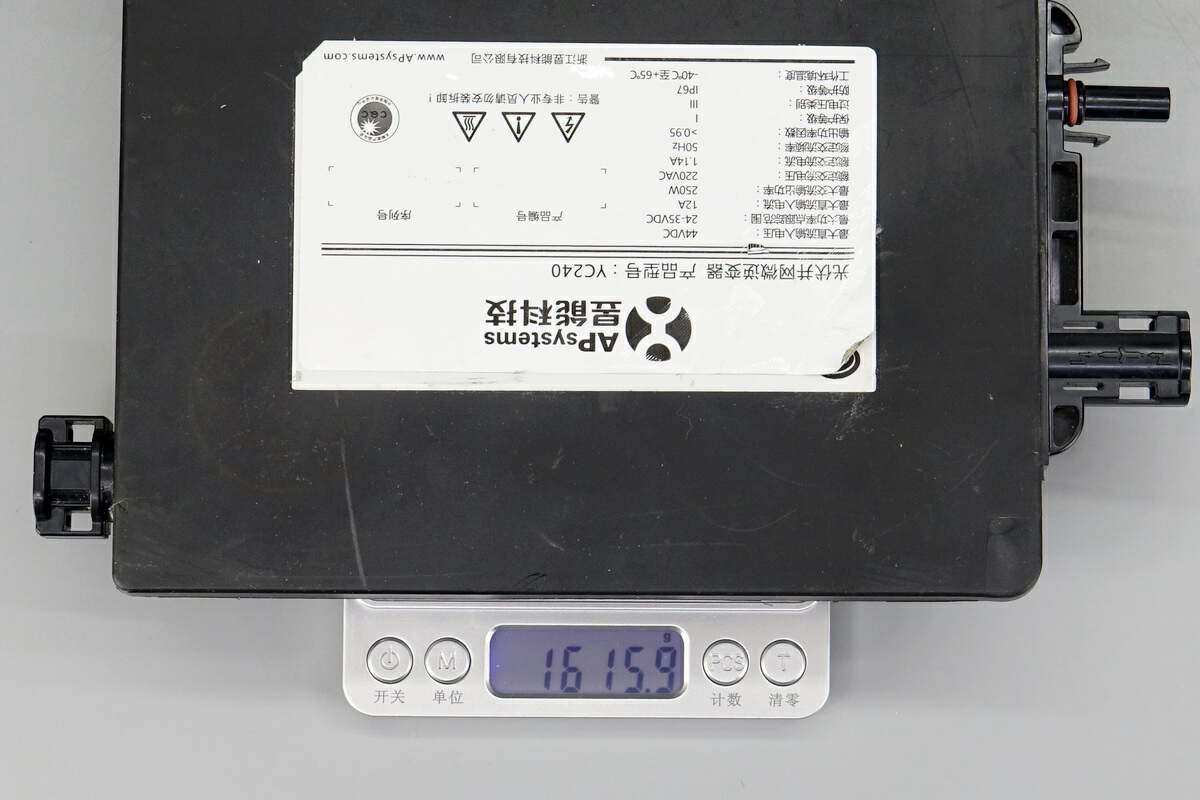 APsystems
昱能科技
光伏并网微逆变器 产品型号：YC240
最大直流输入电压： 44VDC
最大功率点跟踪范围： 24-35VDC
最大直流输入电流： 12A
最大交流输出功率： 250W
额定交流电压： 220VAC
额定交流电流： 1.14A
额定交流频率： 50Hz
输出功率因数： >0.95
保护等级： I
过电压类别： III
防护等级： IP67
工作环境温度： -40℃至+65℃
产品编号 序列号
警告：非专业人员请勿安装拆卸！
CGC
浙江昱能科技有限公司 www.APsystems.com
1615.9 g
M PCS T
开关 单位 计数 清零